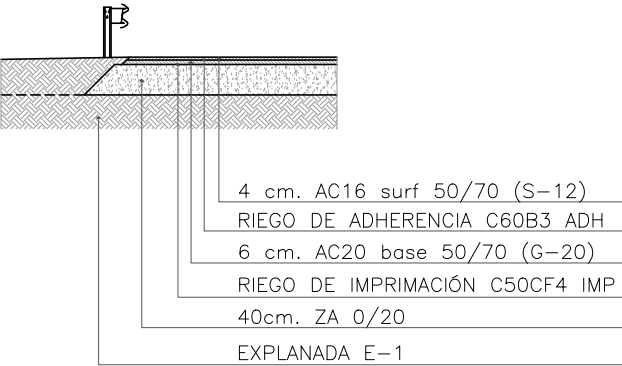 4 cm. AC16 surf 50/70 (S-12)
RIEGO DE ADHERENCIA C60B3 ADH
6 cm. AC20 base 50/70 (G-20)
RIEGO DE IMPRIMACIÓN C50CF4 IMP
40cm. ZA 0/20
EXPLANADA E-1